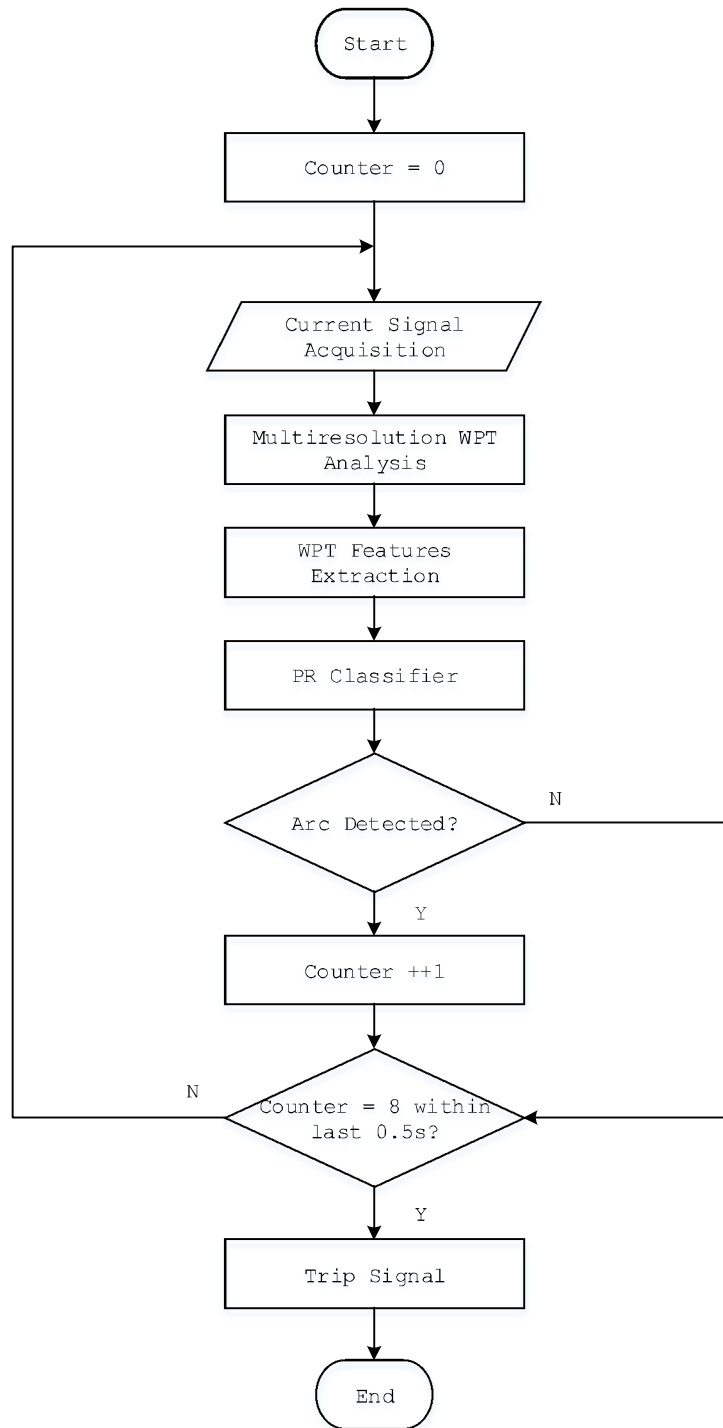 Start
Counter = 0
Current Signal
Acquisition
Multiresolution WPT
Analysis
WPT Features
Extraction
PR Classifier
N
Arc Detected?
Y
Counter ++1
N
Counter = 8 within
last 0.5s?
Y
Trip Signal
End